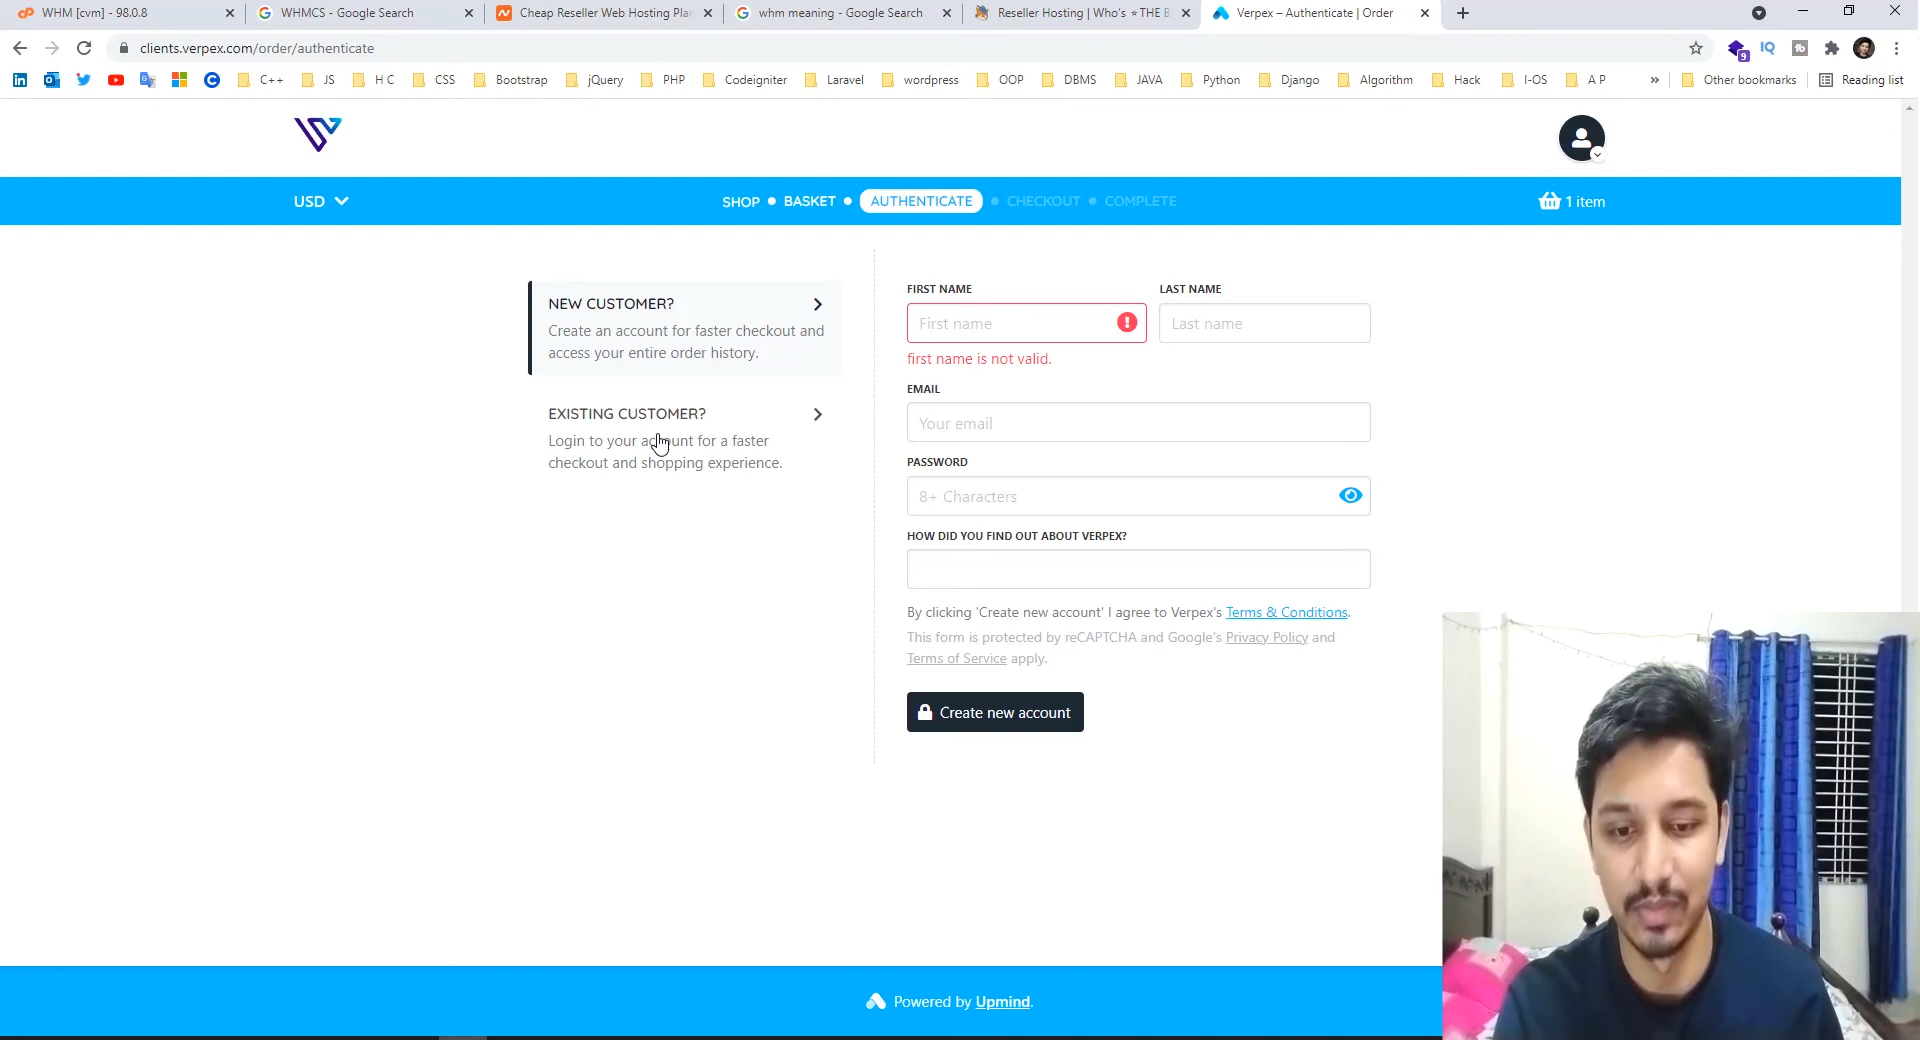 WHM [cvm] - 98.0.8
WHMCS - Google Search
Cheap Reseller Web Hosting Plan
whm meaning - Google Search
Reseller Hosting | Who's ★THE B
Verpex – Authenticate | Order
clients.verpex.com/order/authenticate
9
C++
JS
H C
CSS
Bootstrap
jQuery
PHP
Codeigniter
Laravel
wordpress
OOP
DBMS
JAVA
Python
Django
Algorithm
Hack
I-OS
A P
»
Other bookmarks
Reading list
USD
SHOP
BASKET
AUTHENTICATE
CHECKOUT
COMPLETE
1 item
NEW CUSTOMER?
Create an account for faster checkout and
access your entire order history.
EXISTING CUSTOMER?
Login to your account for a faster
checkout and shopping experience.
FIRST NAME
LAST NAME
First name
Last name
first name is not valid.
EMAIL
Your email
PASSWORD
8+ Characters
HOW DID YOU FIND OUT ABOUT VERPEX?
By clicking 'Create new account' I agree to Verpex's Terms & Conditions.
This form is protected by reCAPTCHA and Google's Privacy Policy and
Terms of Service apply.
Create new account
Powered by Upmind.